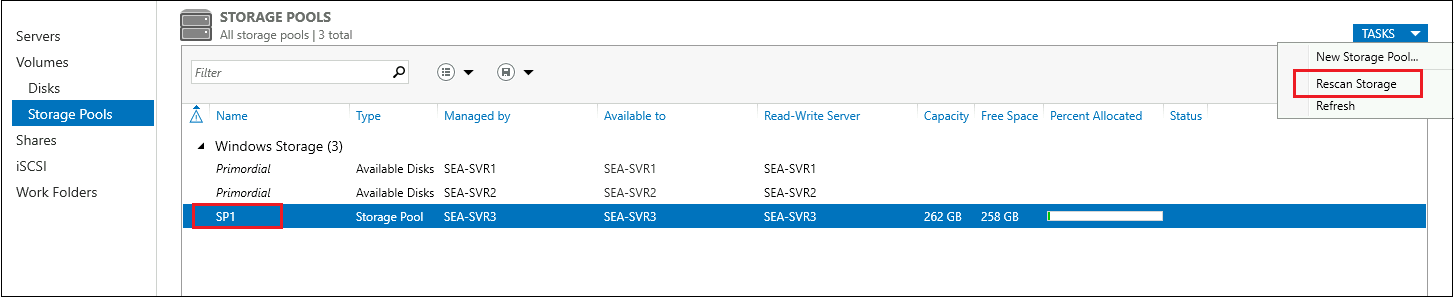 Servers
Volumes
Disks
Storage Pools
Shares
iSCSI
Work Folders
STORAGE POOLS
All storage pools | 3 total
TASKS
New Storage Pool...
Rescan Storage
Refresh
Filter
Name Type Managed by Available to Read-Write Server Capacity Free Space Percent Allocated Status
Windows Storage (3)
Primordial Available Disks SEA-SVR1 SEA-SVR1 SEA-SVR1
Primordial Available Disks SEA-SVR2 SEA-SVR2 SEA-SVR2
SP1 Storage Pool SEA-SVR3 SEA-SVR3 SEA-SVR3 262 GB 258 GB